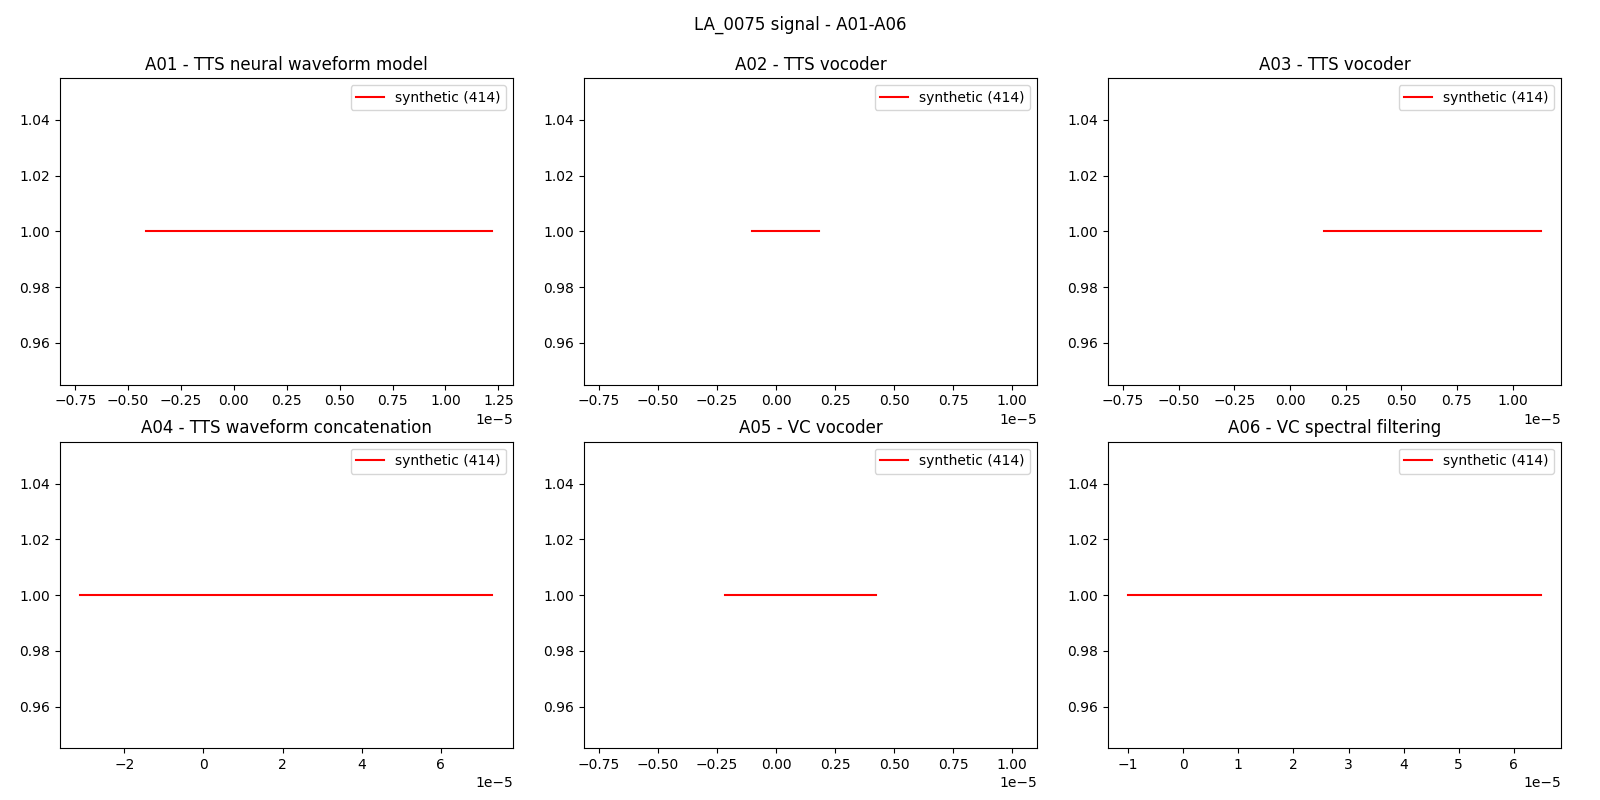 LA_0075 signal - A01-A06
A01 - TTS neural waveform model
synthetic (414)
1.04
1.02
1.00
0.98
0.96
−0.75 −0.50 −0.25 0.00 0.25 0.50 0.75 1.00 1.25
1e−5
A02 - TTS vocoder
synthetic (414)
1.04
1.02
1.00
0.98
0.96
−0.75 −0.50 −0.25 0.00 0.25 0.50 0.75 1.00
1e−5
A03 - TTS vocoder
synthetic (414)
1.04
1.02
1.00
0.98
0.96
−0.75 −0.50 −0.25 0.00 0.25 0.50 0.75 1.00
1e−5
A04 - TTS waveform concatenation
synthetic (414)
1.04
1.02
1.00
0.98
0.96
−2 0 2 4 6
1e−5
A05 - VC vocoder
synthetic (414)
1.04
1.02
1.00
0.98
0.96
−0.75 −0.50 −0.25 0.00 0.25 0.50 0.75 1.00
1e−5
A06 - VC spectral filtering
synthetic (414)
1.04
1.02
1.00
0.98
0.96
−1 0 1 2 3 4 5 6
1e−5